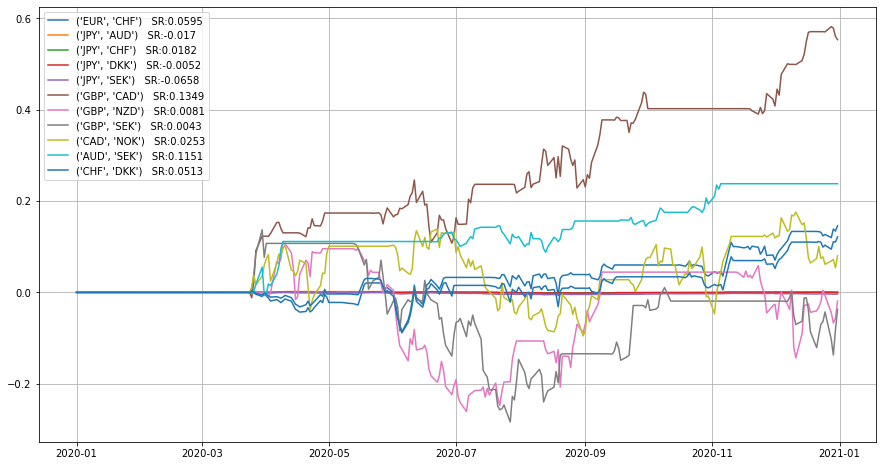 ('EUR', 'CHF')   SR:0.0595
('JPY', 'AUD')   SR:-0.017
('JPY', 'CHF')   SR:0.0182
('JPY', 'DKK')   SR:-0.0052
('JPY', 'SEK')   SR:-0.0658
('GBP', 'CAD')   SR:0.1349
('GBP', 'NZD')   SR:0.0081
('GBP', 'SEK')   SR:0.0043
('CAD', 'NOK')   SR:0.0253
('AUD', 'SEK')   SR:0.1151
('CHF', 'DKK')   SR:0.0513
0.6
0.4
0.2
0.0
−0.2
2020-01 2020-03 2020-05 2020-07 2020-09 2020-11 2021-01